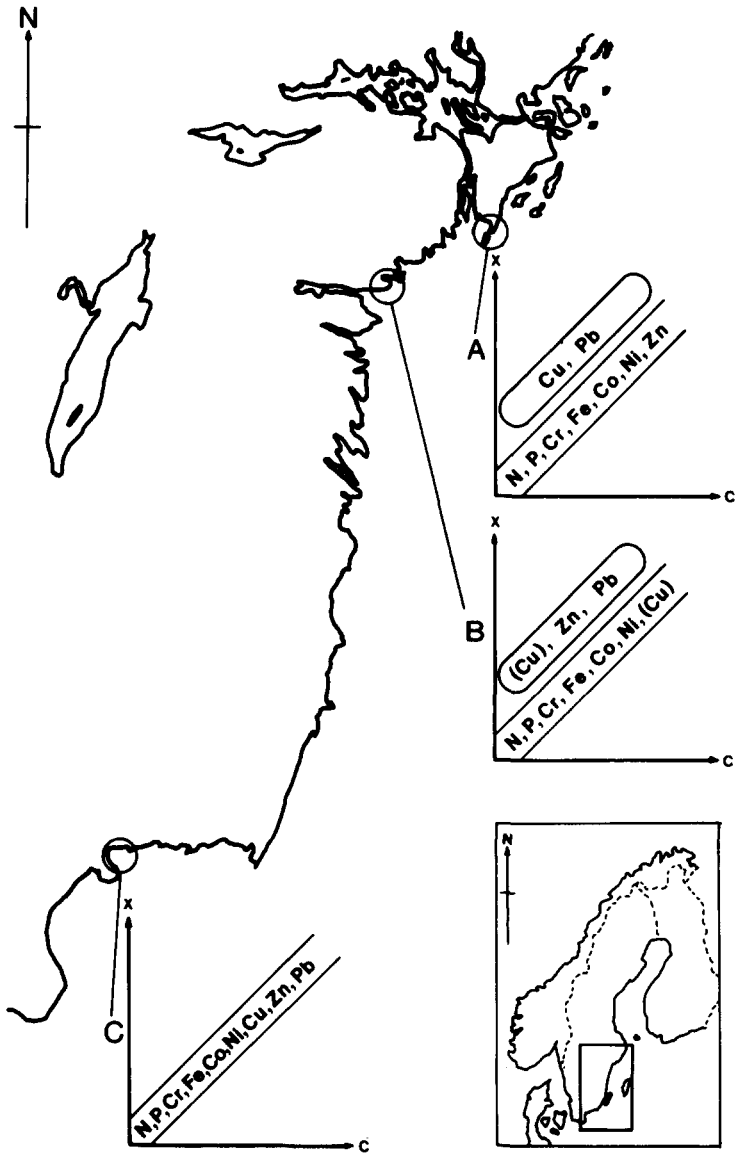 N
x
A
Cu, Pb
N, P, Cr, Fe, Co, Ni, Zn
c
x
B
(Cu), Zn, Pb
N, P, Cr, Fe, Co, Ni, (Cu)
c
N
x
C
N, P, Cr, Fe, Co, Ni, Cu, Zn, Pb
c